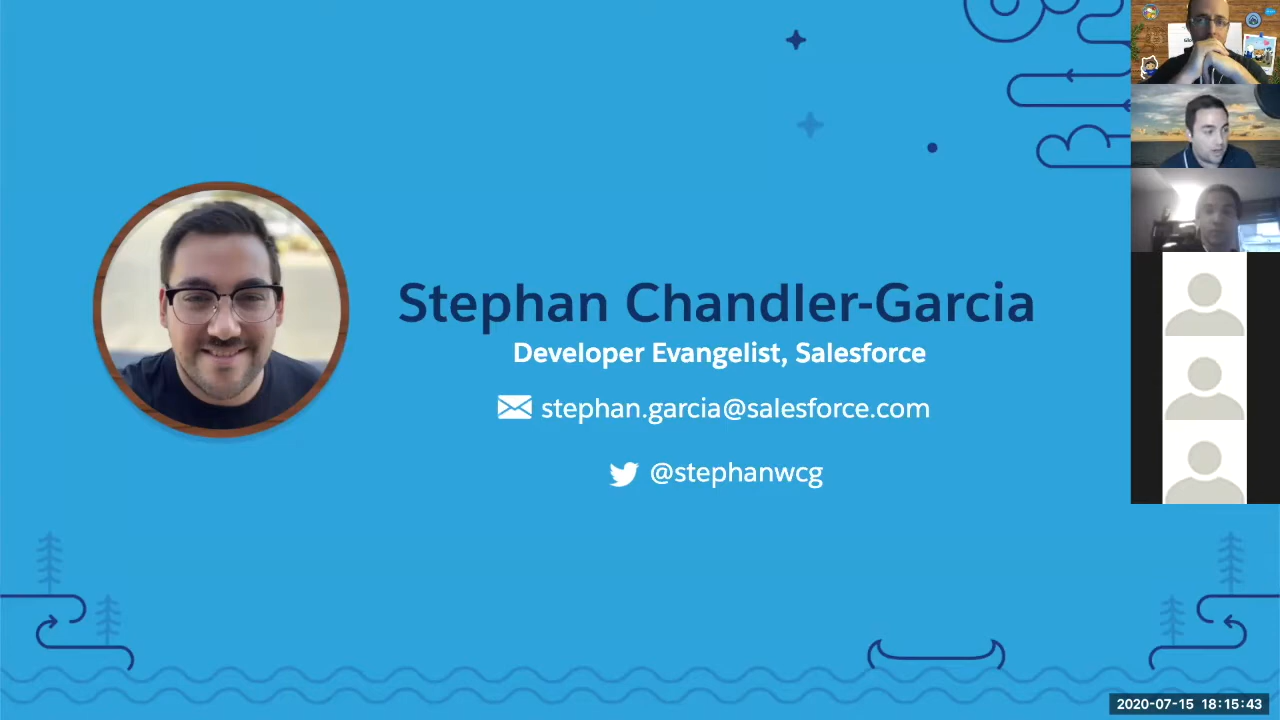 Stephan Chandler-Garcia
Developer Evangelist, Salesforce
stephan.garcia@salesforce.com
@stephanwcg
2020-07-15 18:15:43